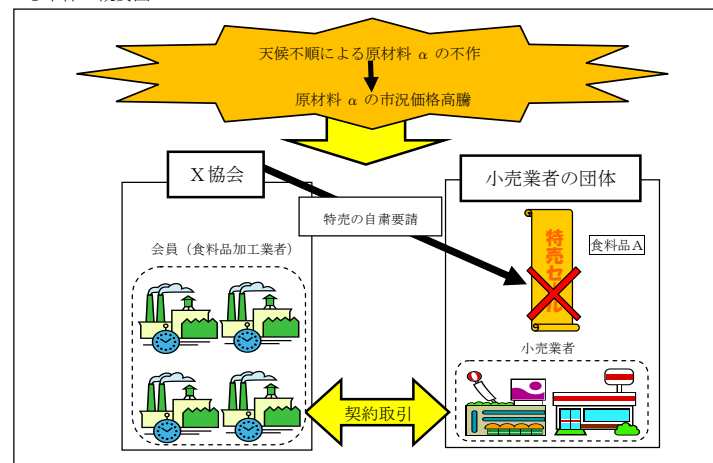 天候不順による原材料 α の不作
原材料 α の市況価格高騰
X協会
小売業者の団体
特売の自粛要請
会員（食料品加工業者）
特売セール
食料品A
小売業者
契約取引